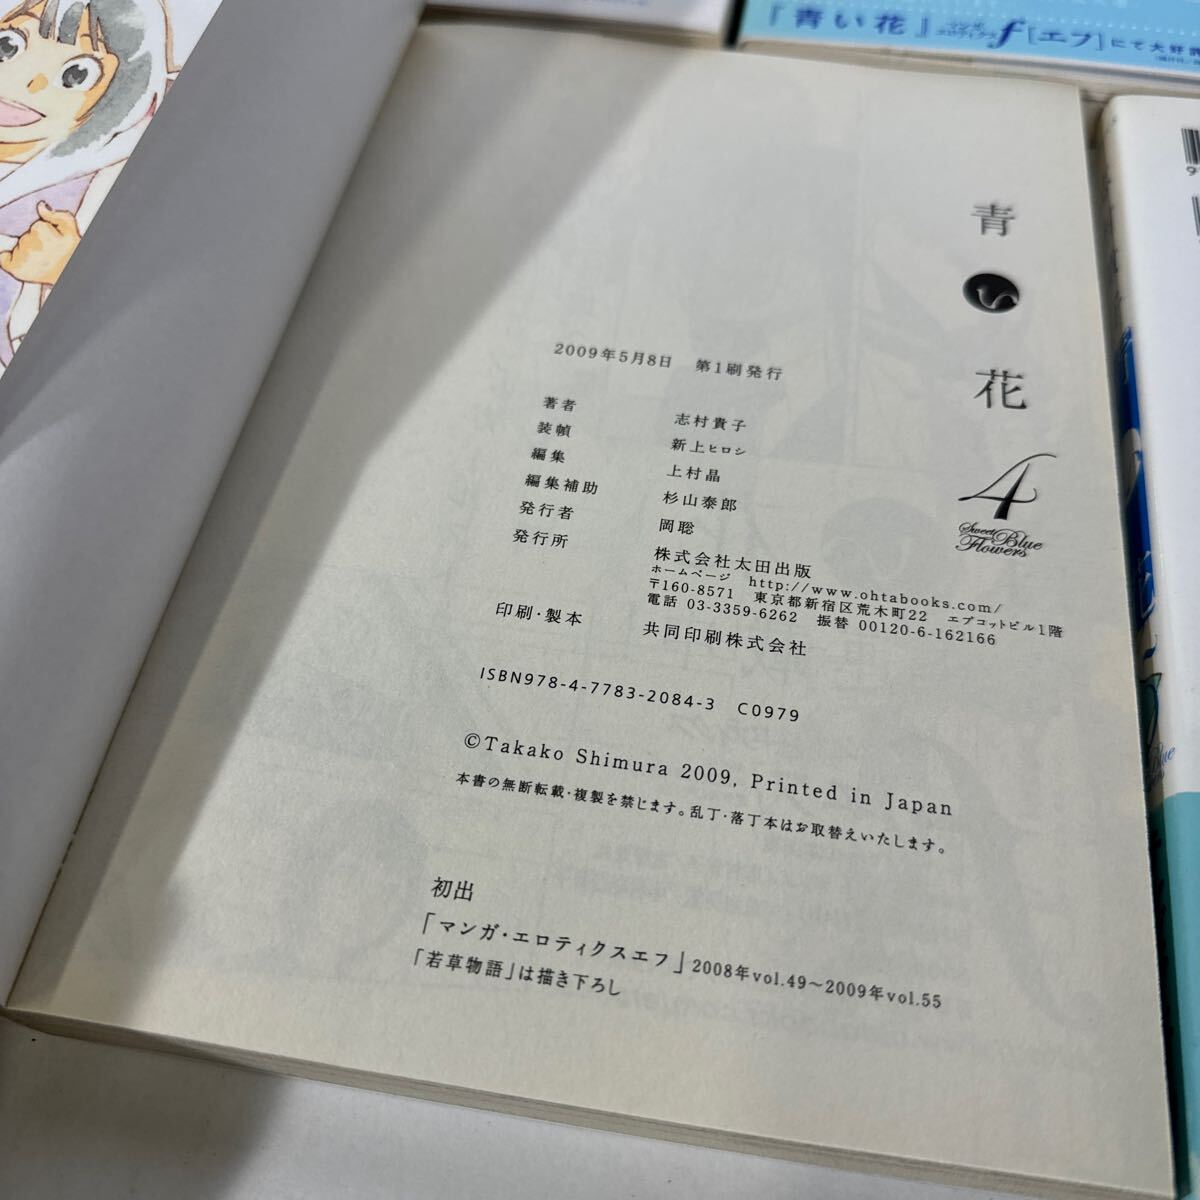 『青い花』
f[エフ]にて大好評
青い花
4
Sweet Blue
Flowers
2009年5月8日 第1刷発行
著者 志村貴子
装幀 新上ヒロシ
編集 上村晶
編集補助 杉山泰郎
発行者 岡聡
発行所 株式会社太田出版
ホームページ http://www.ohtabooks.com/
〒160-8571 東京都新宿区荒木町22 エプコットビル1階
電話 03-3359-6262 振替 00120-6-162166
印刷・製本 共同印刷株式会社
ISBN978-4-7783-2084-3 C0979
©Takako Shimura 2009, Printed in Japan
本書の無断転載・複製を禁じます。乱丁・落丁本はお取替えいたします。
初出
「マンガ・エロティクスエフ」2008年vol.49〜2009年vol.55
「若草物語」は描き下ろし